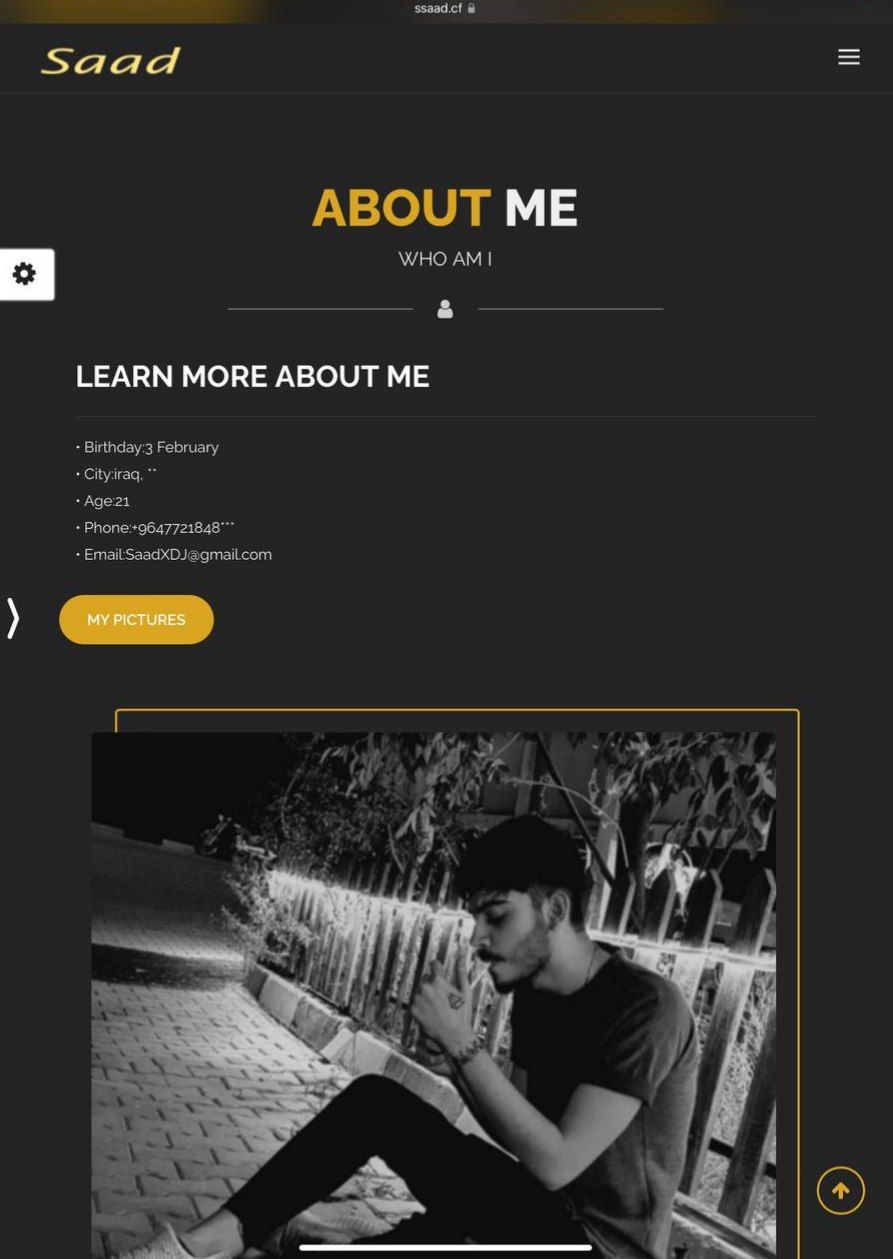 ssaad.cf
Saad
ABOUT ME
WHO AM I
LEARN MORE ABOUT ME
• Birthday:3 February
• City:iraq, **
• Age:21
• Phone:+9647721848***
• Email:SaadXDJ@gmail.com
MY PICTURES